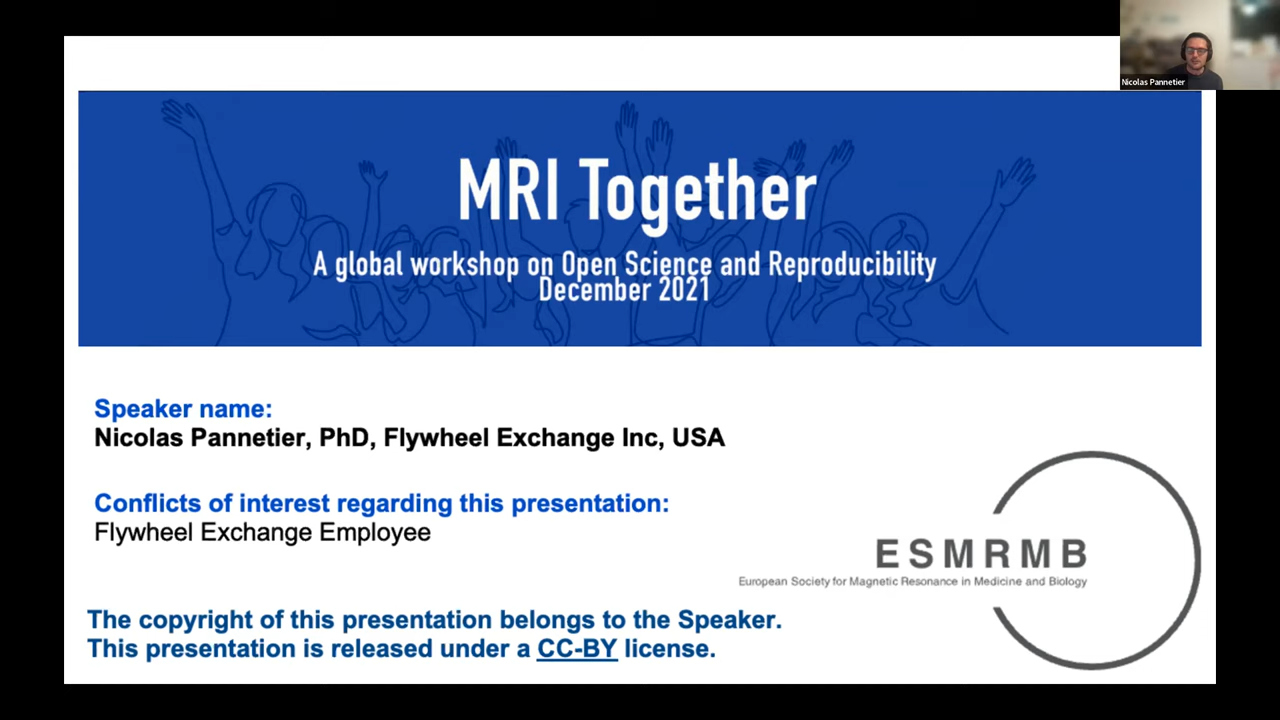 Nicolas Pannetier
MRI Together
A global workshop on Open Science and Reproducibility
December 2021
Speaker name:
Nicolas Pannetier, PhD, Flywheel Exchange Inc, USA
Conflicts of interest regarding this presentation:
Flywheel Exchange Employee
ESMRMB
European Society for Magnetic Resonance in Medicine and Biology
The copyright of this presentation belongs to the Speaker.
This presentation is released under a CC-BY license.